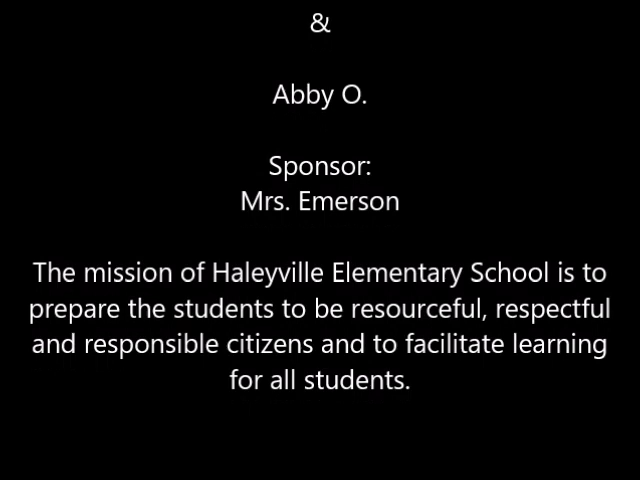 &
Abby O.
Sponsor:
Mrs. Emerson
The mission of Haleyville Elementary School is to
prepare the students to be resourceful, respectful
and responsible citizens and to facilitate learning
for all students.